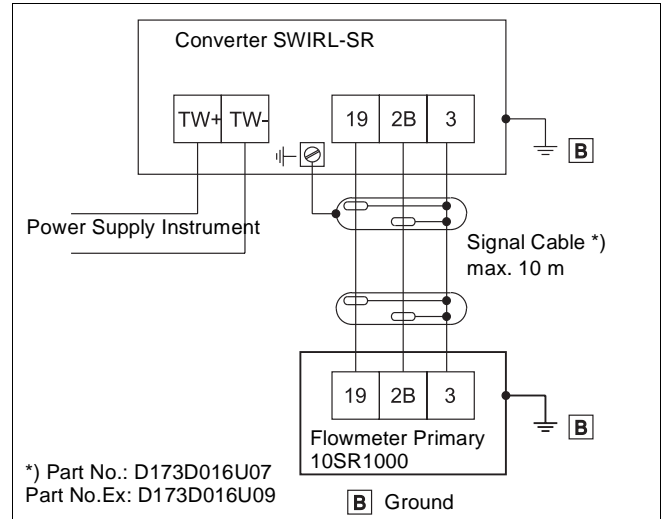 Converter SWIRL-SR
TW+ TW- 19 2B 3
B
Power Supply Instrument
Signal Cable *)
max. 10 m
19 2B 3
Flowmeter Primary
10SR1000
B
*) Part No.: D173D016U07
Part No.Ex: D173D016U09
B Ground